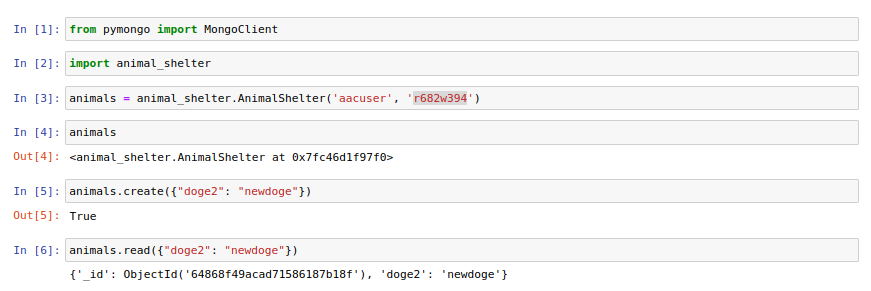 In [1]: from pymongo import MongoClient
In [2]: import animal_shelter
In [3]: animals = animal_shelter.AnimalShelter('aacuser', 'r682w394')
In [4]: animals
Out[4]: <animal_shelter.AnimalShelter at 0x7fc46d1f97f0>
In [5]: animals.create({"doge2": "newdoge"})
Out[5]: True
In [6]: animals.read({"doge2": "newdoge"})
{'_id': ObjectId('64868f49acad71586187b18f'), 'doge2': 'newdoge'}